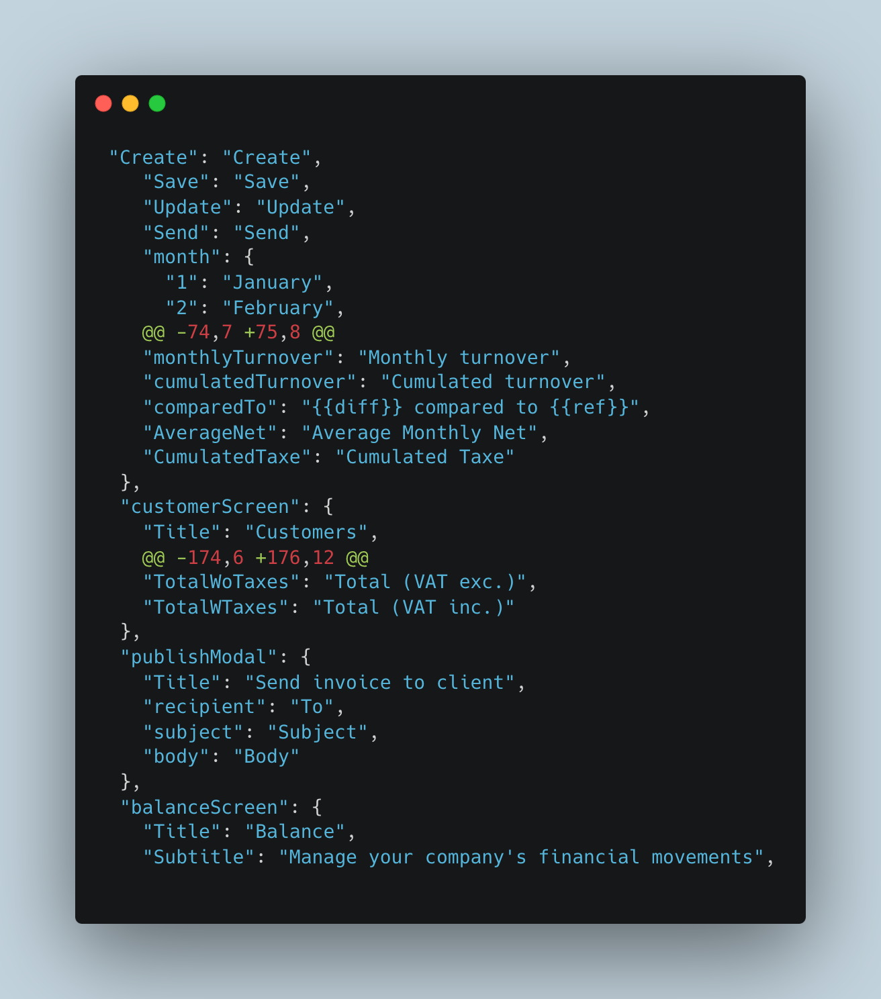 "Create": "Create",
"Save": "Save",
"Update": "Update",
"Send": "Send",
"month": {
"1": "January",
"2": "February",
@@ -74,7 +75,8 @@
"monthlyTurnover": "Monthly turnover",
"cumulatedTurnover": "Cumulated turnover",
"comparedTo": "{{diff}} compared to {{ref}}",
"AverageNet": "Average Monthly Net",
"CumulatedTaxe": "Cumulated Taxe"
},
"customerScreen": {
"Title": "Customers",
@@ -174,6 +176,12 @@
"TotalWoTaxes": "Total (VAT exc.)",
"TotalWTaxes": "Total (VAT inc.)"
},
"publishModal": {
"Title": "Send invoice to client",
"recipient": "To",
"subject": "Subject",
"body": "Body"
},
"balanceScreen": {
"Title": "Balance",
"Subtitle": "Manage your company's financial movements",